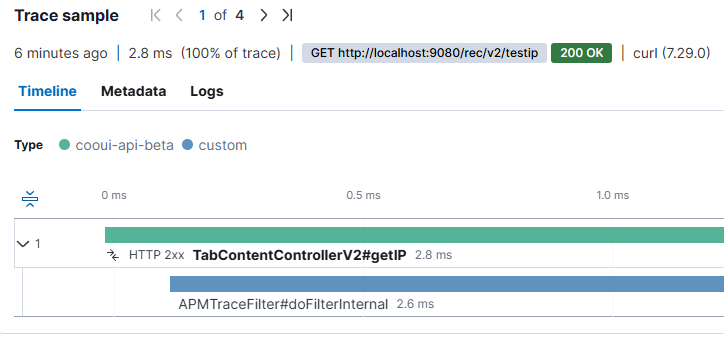 Trace sample 1 of 4
6 minutes ago | 2.8 ms (100% of trace) | GET http://localhost:9080/rec/v2/testip 200 OK | curl (7.29.0)
Timeline Metadata Logs
Type cooui-api-beta custom
0 ms 0.5 ms 1.0 ms
1
HTTP 2xx TabContentControllerV2#getIP 2.8 ms
APMTraceFilter#doFilterInternal 2.6 ms